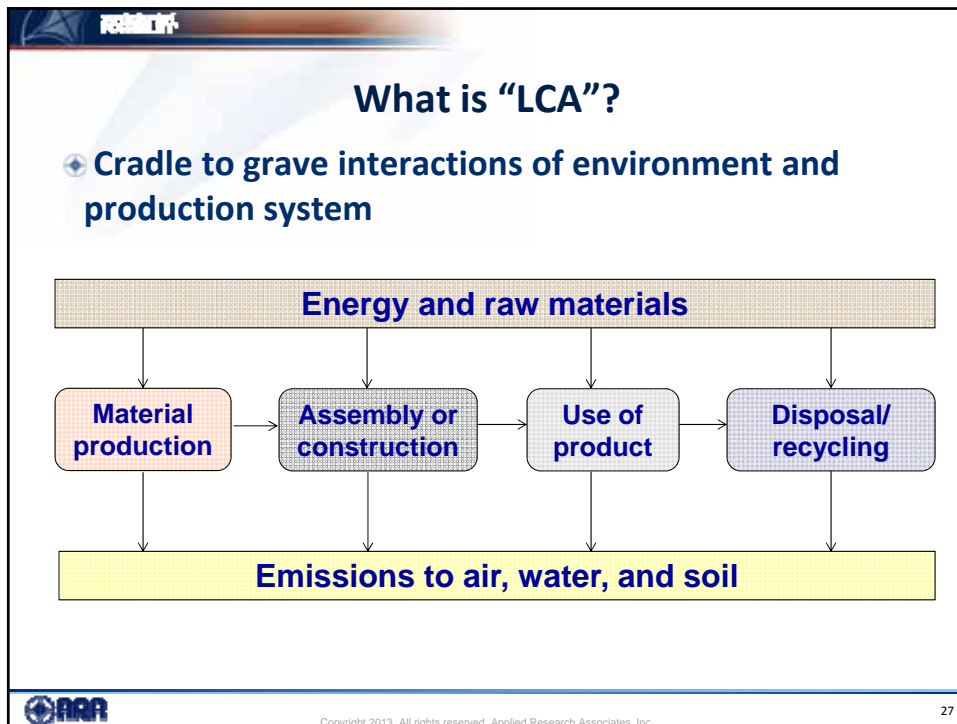 What is “LCA”?
Cradle to grave interactions of environment and
production system
Energy and raw materials
Material
production
Assembly or
construction
Use of
product
Disposal/
recycling
Emissions to air, water, and soil
ARA
Copyright 2013. All rights reserved. Applied Research Associates, Inc.
27